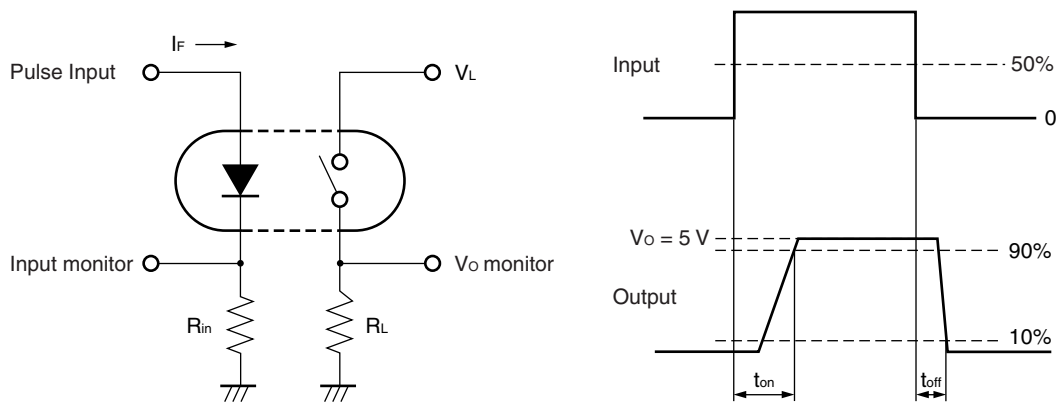 IF
Pulse Input
VL
Input monitor
VO monitor
Rin
RL
Input
50%
0
VO = 5 V
90%
Output
10%
ton
toff